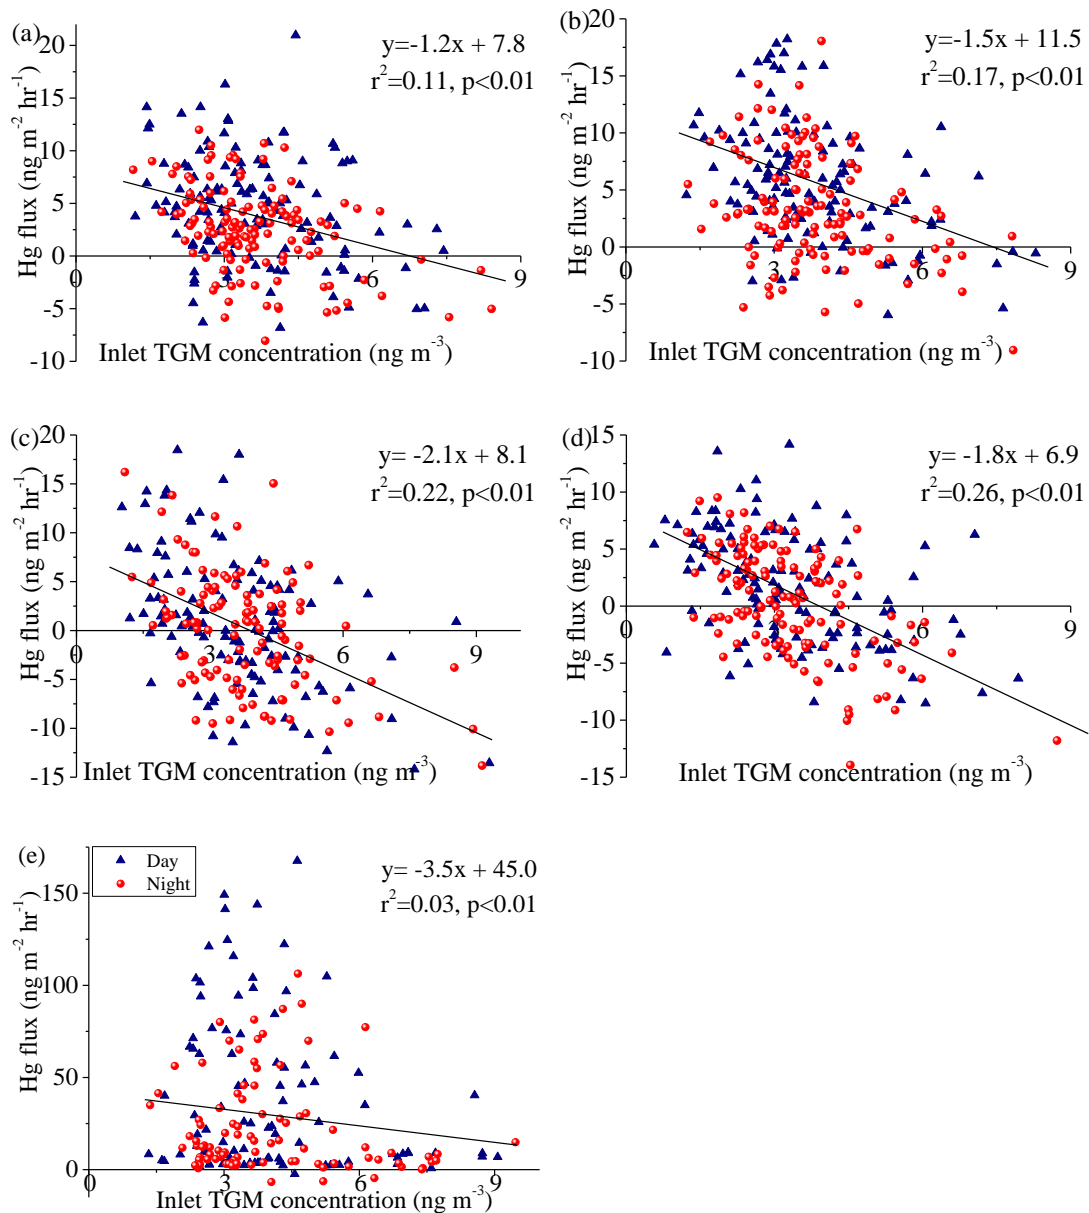 (a)
y=-1.2x + 7.8
r²=0.11, p<0.01
Hg flux (ng m⁻² hr⁻¹)
20
15
10
5
0
-5
-10
0
3
6
9
Inlet TGM concentration (ng m⁻³)
(b)
y=-1.5x + 11.5
r²=0.17, p<0.01
Hg flux (ng m⁻² hr⁻¹)
20
15
10
5
0
-5
-10
0
3
6
9
Inlet TGM concentration (ng m⁻³)
(c)
y= -2.1x + 8.1
r²=0.22, p<0.01
Hg flux (ng m⁻² hr⁻¹)
20
15
10
5
0
-5
-10
-15
0
3
6
9
Inlet TGM concentration (ng m⁻³)
(d)
y= -1.8x + 6.9
r²=0.26, p<0.01
Hg flux (ng m⁻² hr⁻¹)
15
10
5
0
-5
-10
-15
0
3
6
9
Inlet TGM concentration (ng m⁻³)
(e)
Day
Night
y= -3.5x + 45.0
r²=0.03, p<0.01
Hg flux (ng m⁻² hr⁻¹)
150
100
50
0
0
3
6
9
Inlet TGM concentration (ng m⁻³)